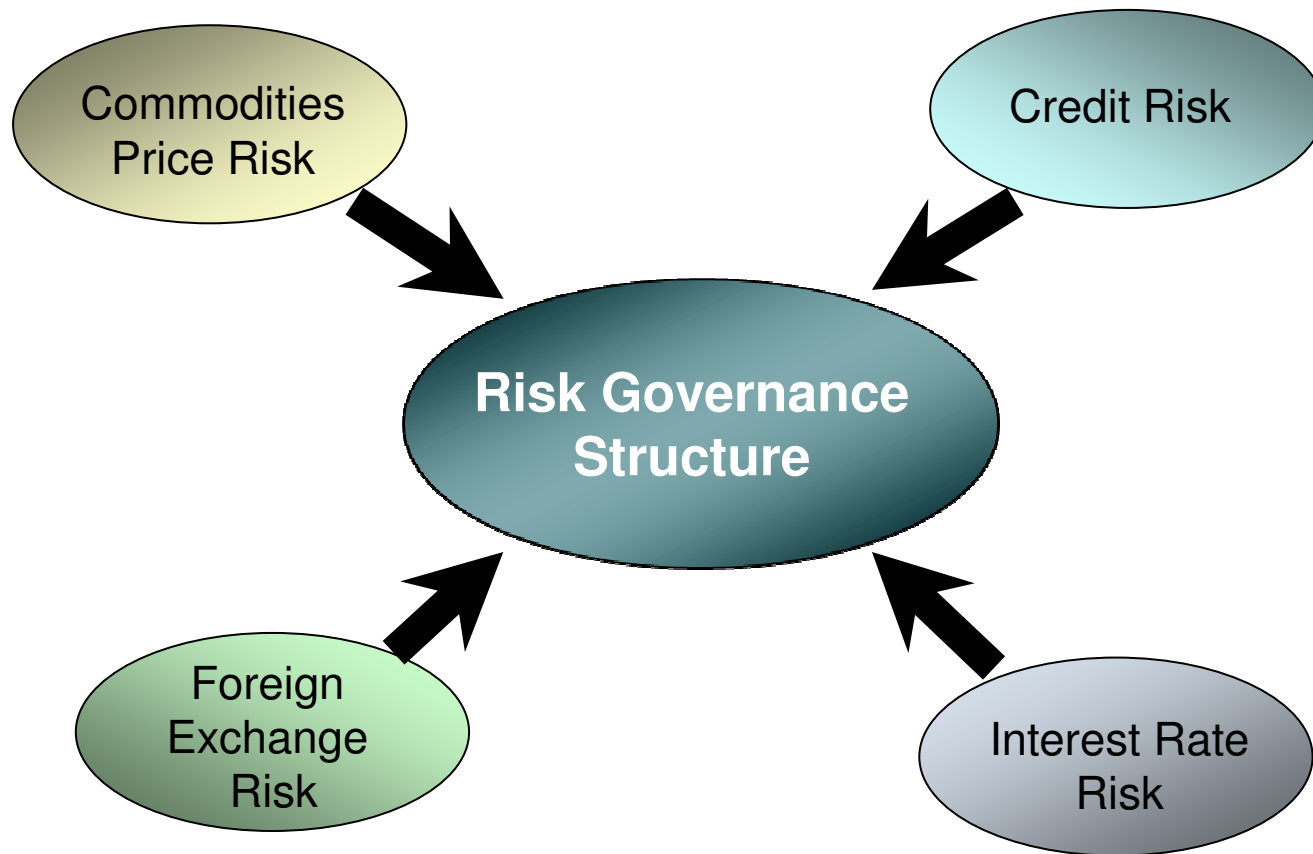 Commodities
Price Risk
Credit Risk
Risk Governance
Structure
Foreign
Exchange
Risk
Interest Rate
Risk